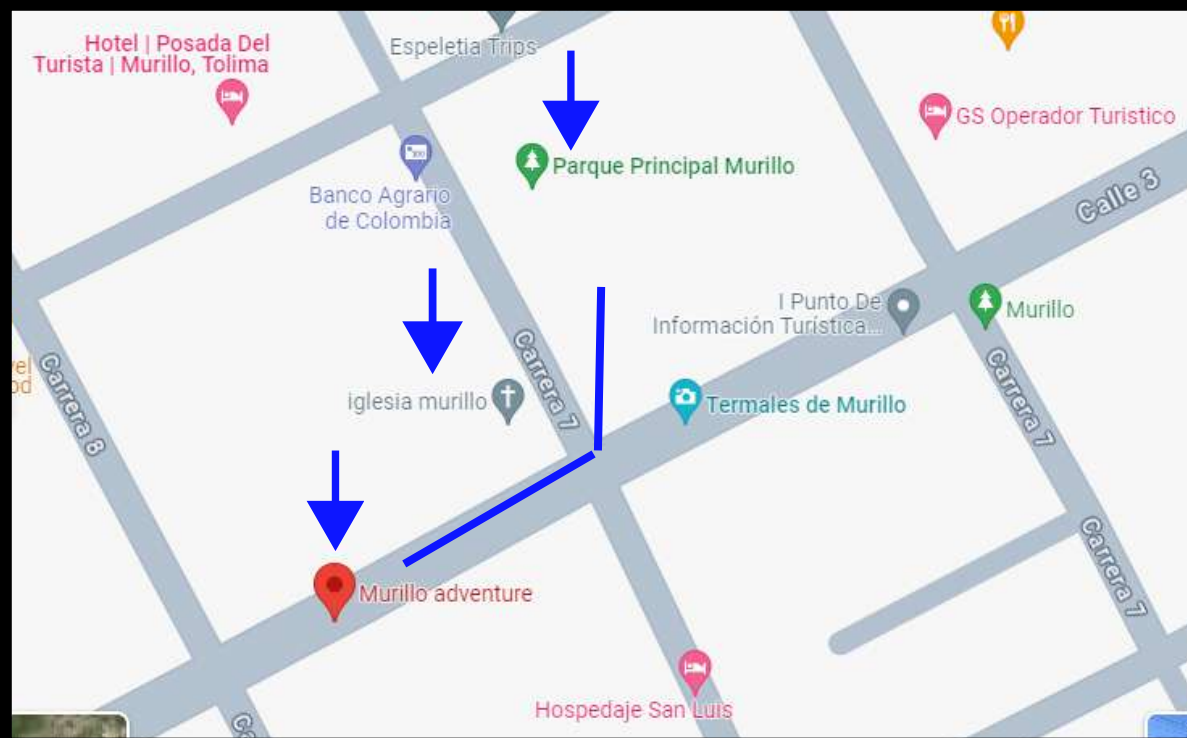 Hotel | Posada Del
Turista | Murillo, Tolima
Espeletia Trips
GS Operador Turistico
Banco Agrario
de Colombia
Parque Principal Murillo
Calle 3
I Punto De
Información Turística...
Murillo
Carrera 8
iglesia murillo
Carrera 7
Termales de Murillo
Carrera 7
Murillo adventure
Carrera 7
Hospedaje San Luis